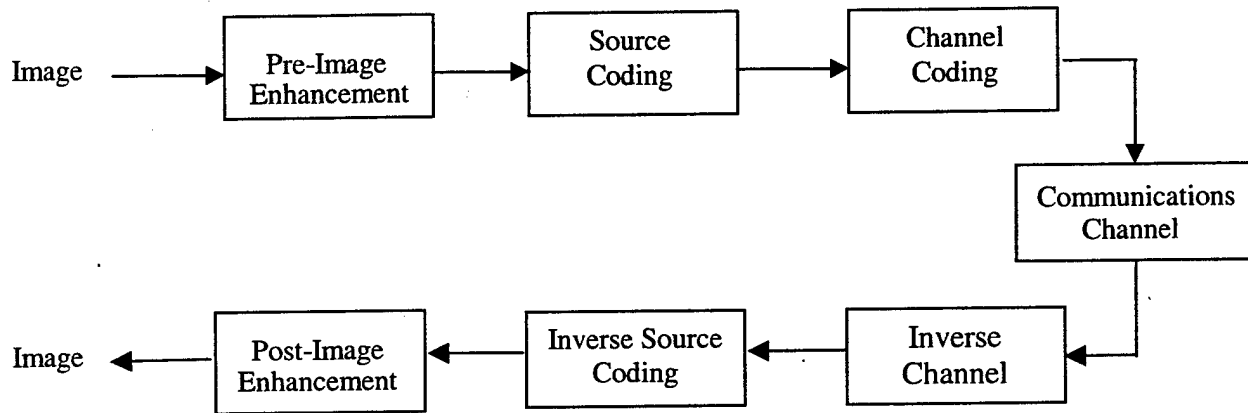 Image
Pre-Image
Enhancement
Source
Coding
Channel
Coding
Communications
Channel
Image
Post-Image
Enhancement
Inverse Source
Coding
Inverse
Channel